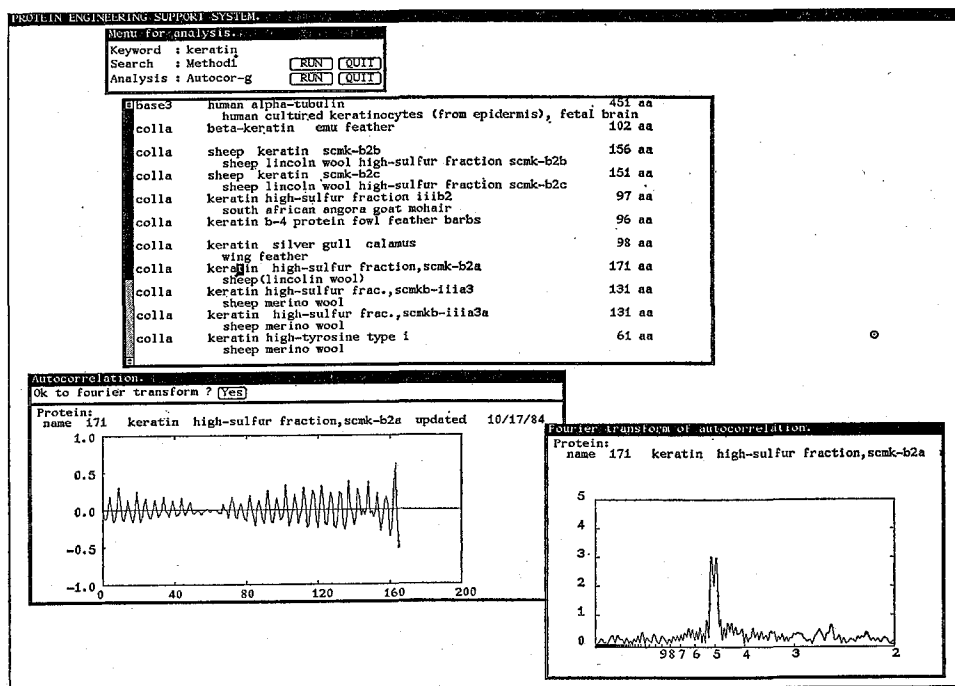 PROTEIN ENGINEERING SUPPORT SYSTEM.
Menu for analysis.
Keyword : keratin
Search : Method1 RUN QUIT
Analysis : Autocor-g RUN QUIT
base3 human alpha-tubulin 451 aa
human cultured keratinocytes (from epidermis), fetal brain
colla beta-keratin emu feather 102 aa
colla sheep keratin scmk-b2b 156 aa
sheep lincoln wool high-sulfur fraction scmk-b2b
colla sheep keratin scmk-b2c 151 aa
sheep lincoln wool high-sulfur fraction scmk-b2c
colla keratin high-sulfur fraction iiib2 97 aa
south african angora goat mohair
colla keratin b-4 protein fowl feather barbs 96 aa
colla keratin silver gull calamus 98 aa
wing feather
colla keratin high-sulfur fraction,scmk-b2a 171 aa
sheep(lincolin wool)
colla keratin high-sulfur frac.,scmkb-iiia3 131 aa
sheep merino wool
colla keratin high-sulfur frac.,scmkb-iiia3a 131 aa
sheep merino wool
colla keratin high-tyrosine type i 61 aa
sheep merino wool
Autocorrelation.
Ok to fourier transform ? Yes
Protein:
name 171 keratin high-sulfur fraction,scmk-b2a updated 10/17/84
1.0
0.5
0.0
-0.5
-1.0
0 40 80 120 160 200
Fourier transform of autocorrelation.
Protein:
name 171 keratin high-sulfur fraction,scmk-b2a
5
4
3
2
1
0
9 8 7 6 5 4 3 2